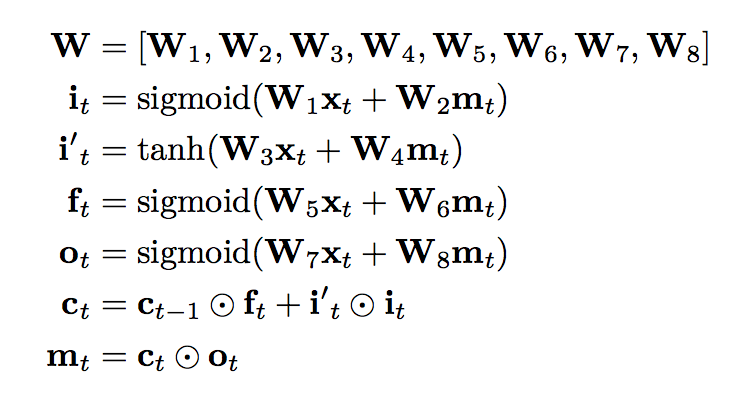 W = [W₁, W₂, W₃, W₄, W₅, W₆, W₇, W₈]
iₜ = sigmoid(W₁xₜ + W₂mₜ)
i′ₜ = tanh(W₃xₜ + W₄mₜ)
fₜ = sigmoid(W₅xₜ + W₆mₜ)
oₜ = sigmoid(W₇xₜ + W₈mₜ)
cₜ = cₜ₋₁ ⊙ fₜ + i′ₜ ⊙ iₜ
mₜ = cₜ ⊙ oₜ